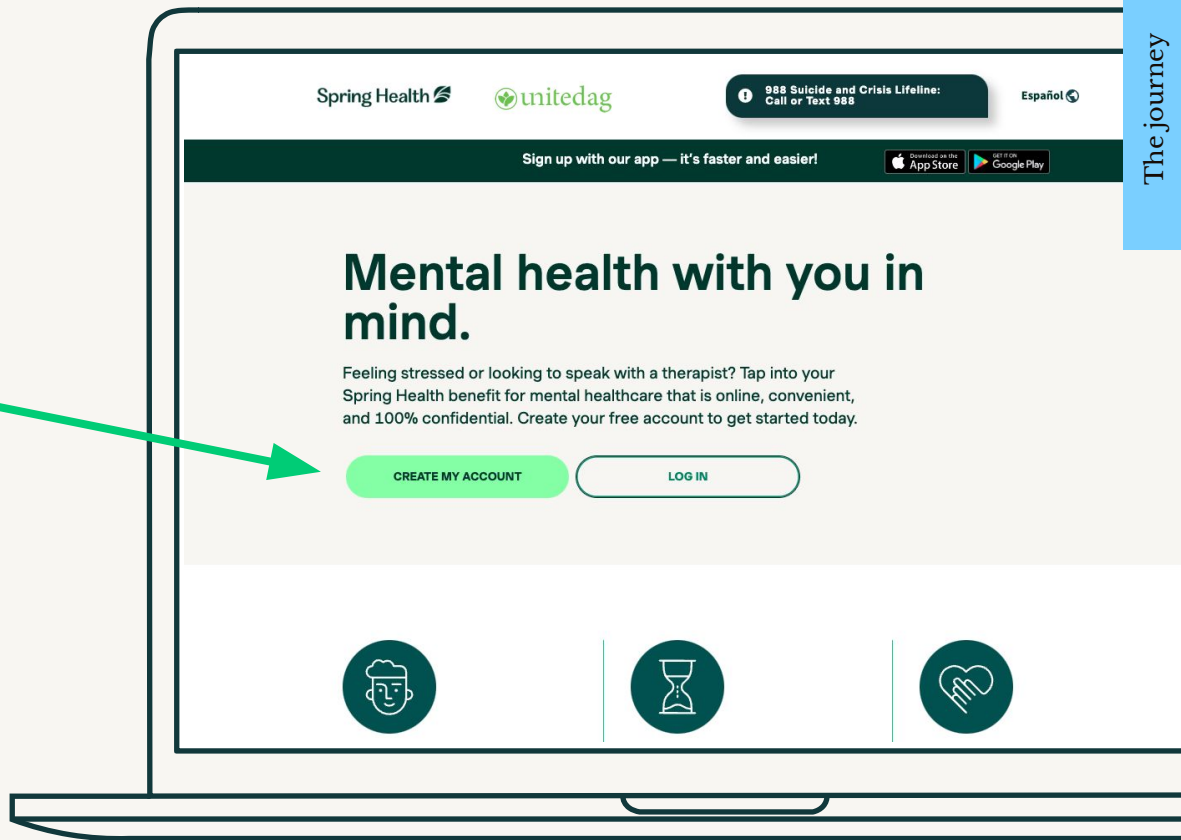 The journey
Spring Health
unitedag
988 Suicide and Crisis Lifeline:
Call or Text 988
Español
Sign up with our app — it's faster and easier!
Download on the
App Store
GET IT ON
Google Play
Mental health with you in
mind.
Feeling stressed or looking to speak with a therapist? Tap into your
Spring Health benefit for mental healthcare that is online, convenient,
and 100% confidential. Create your free account to get started today.
CREATE MY ACCOUNT
LOG IN